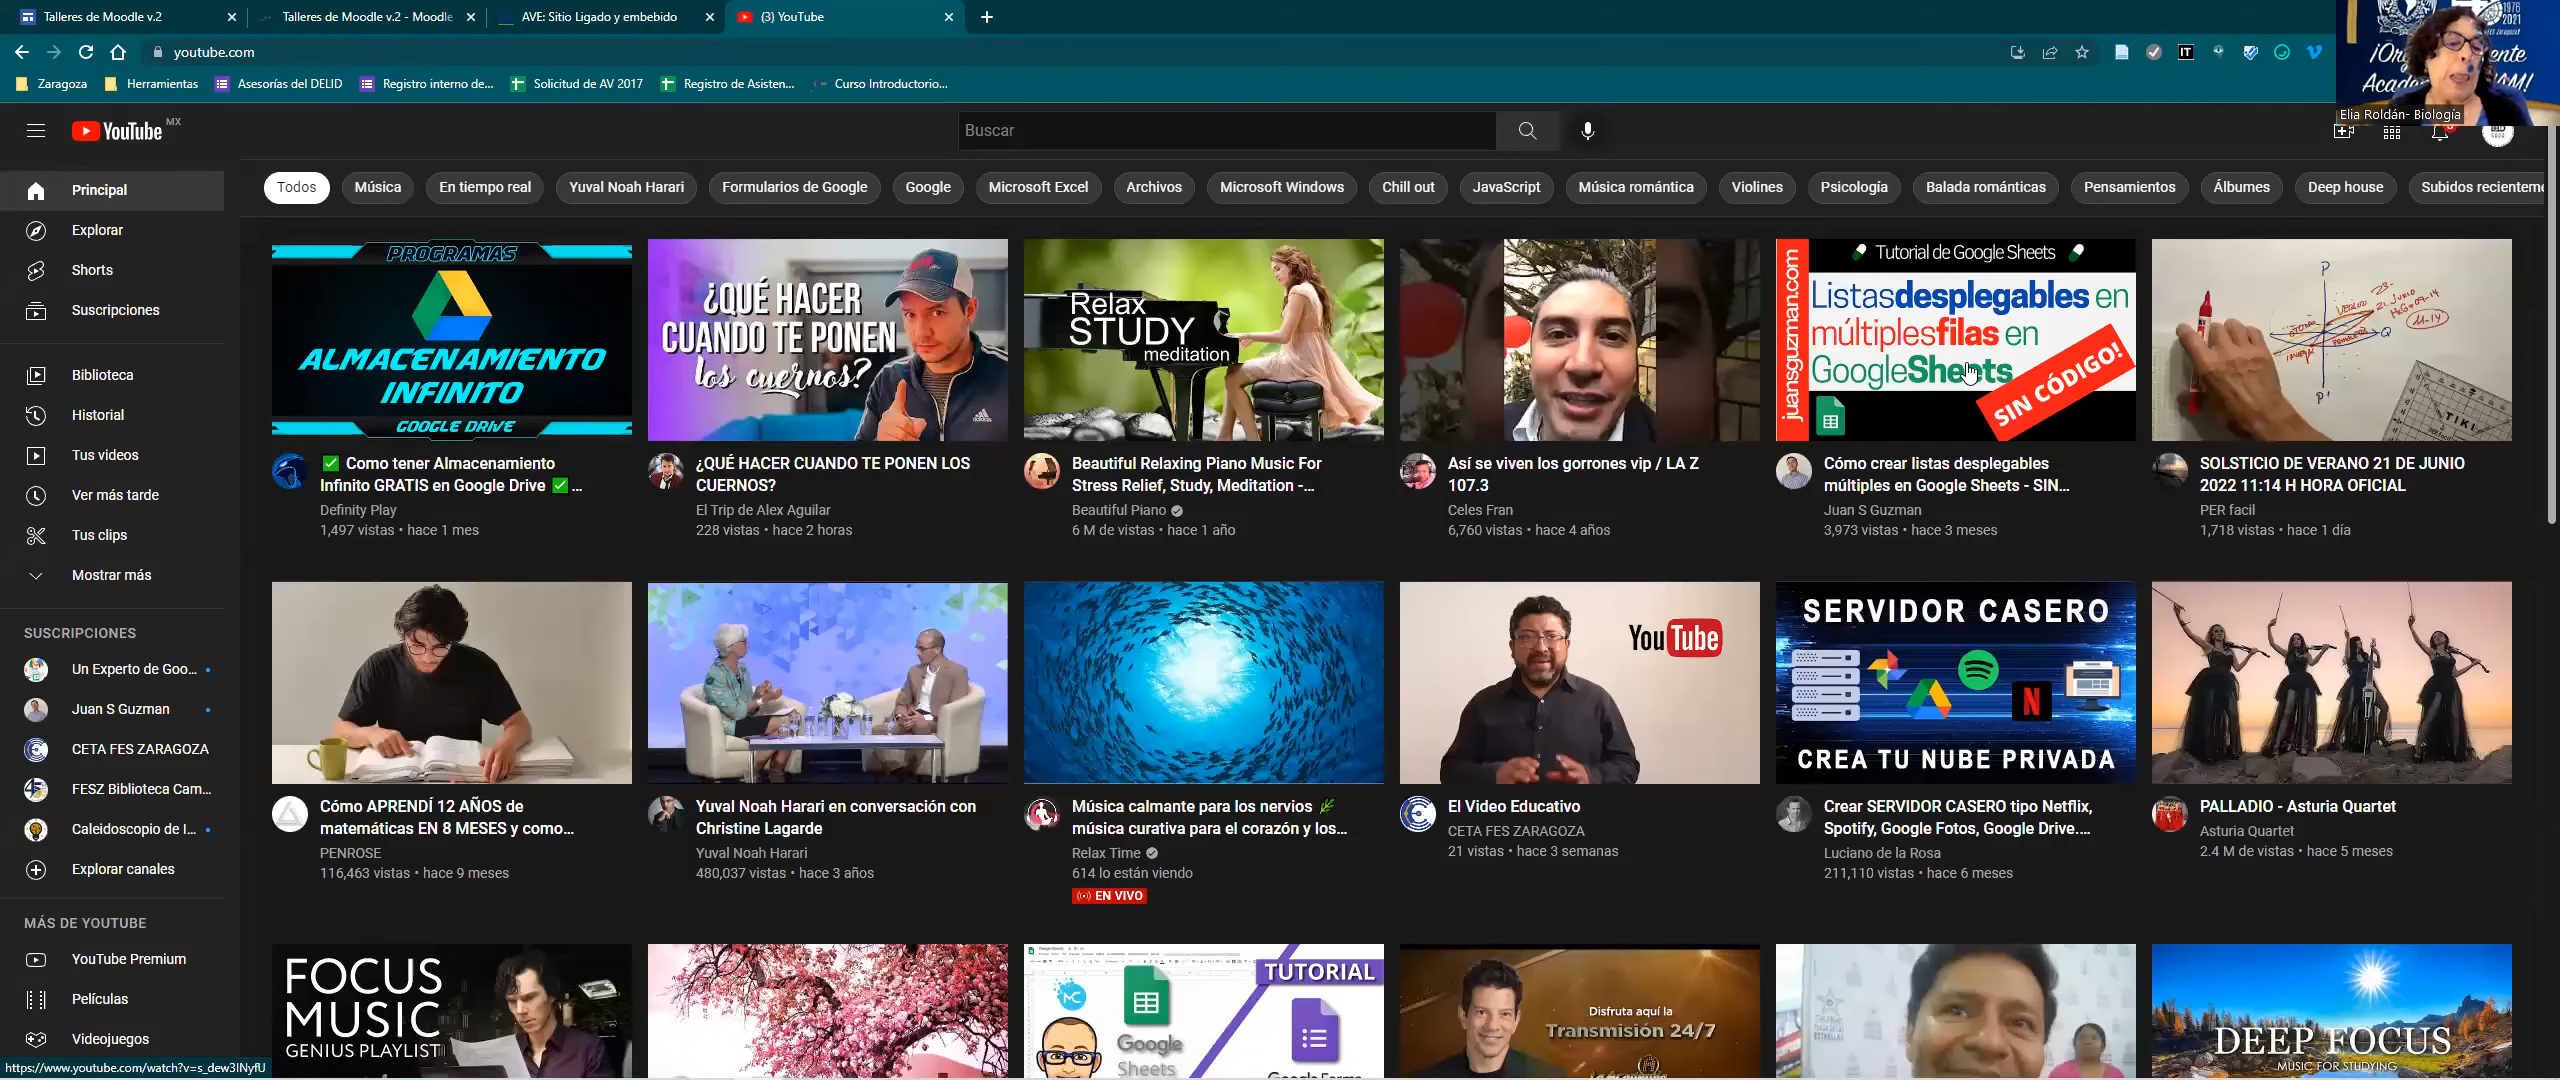 Talleres de Moodle v.2
Talleres de Moodle v.2 - Moodle
AVE: Sitio Ligado y embebido
(3) YouTube
youtube.com
Zaragoza
Herramientas
Asesorías del DELID
Registro interno de...
Solicitud de AV 2017
Registro de Asisten...
Curso Introductorio...
1976
2021
FES Zaragoza!
Elia Roldán- Biología
YouTube MX
Buscar
Todos
Música
En tiempo real
Yuval Noah Harari
Formularios de Google
Google
Microsoft Excel
Archivos
Microsoft Windows
Chill out
JavaScript
Música romántica
Violines
Psicología
Balada románticas
Pensamientos
Álbumes
Deep house
Subidos recienteme
Principal
Explorar
Shorts
Suscripciones
Biblioteca
Historial
Tus videos
Ver más tarde
Tus clips
Mostrar más
SUSCRIPCIONES
Un Experto de Goo...
Juan S Guzman
CETA FES ZARAGOZA
FESZ Biblioteca Cam...
Caleidoscopio de I...
Explorar canales
MÁS DE YOUTUBE
YouTube Premium
Películas
Videojuegos
https://www.youtube.com/watch?v=s_dew3lNyfU
PROGRAMAS
ALMACENAMIENTO
INFINITO
GOOGLE DRIVE
✅ Como tener Almacenamiento
Infinito GRATIS en Google Drive ✅ ...
Definity Play
1,497 vistas • hace 1 mes
¿QUÉ HACER
CUANDO TE PONEN
los cuernos?
¿QUÉ HACER CUANDO TE PONEN LOS
CUERNOS?
El Trip de Alex Aguilar
228 vistas • hace 2 horas
Relax
STUDY
meditation
Beautiful Relaxing Piano Music For
Stress Relief, Study, Meditation -...
Beautiful Piano
6 M de vistas • hace 1 año
Así se viven los gorrones vip / LA Z
107.3
Celes Fran
6,760 vistas • hace 4 años
juansguzman.com
Tutorial de Google Sheets
Listasdesplegables en
múltiplesfilas en
GoogleSheets
SIN CÓDIGO!
Cómo crear listas desplegables
múltiples en Google Sheets - SIN...
Juan S Guzman
3,973 vistas • hace 3 meses
P
Q
P'
11-14
TIKI
SOLSTICIO DE VERANO 21 DE JUNIO
2022 11:14 H HORA OFICIAL
PER facil
1,718 vistas • hace 1 día
Cómo APRENDÍ 12 AÑOS de
matemáticas EN 8 MESES y como...
PENROSE
116,463 vistas • hace 9 meses
Yuval Noah Harari en conversación con
Christine Lagarde
Yuval Noah Harari
480,037 vistas • hace 3 años
Música calmante para los nervios 🌿
música curativa para el corazón y los...
Relax Time
614 lo están viendo
EN VIVO
YouTube
El Video Educativo
CETA FES ZARAGOZA
21 vistas • hace 3 semanas
SERVIDOR CASERO
N
CREA TU NUBE PRIVADA
Crear SERVIDOR CASERO tipo Netflix,
Spotify, Google Fotos, Google Drive....
Luciano de la Rosa
211,110 vistas • hace 6 meses
PALLADIO - Asturia Quartet
Asturia Quartet
2.4 M de vistas • hace 5 meses
FOCUS
MUSIC
GENIUS PLAYLIST
TUTORIAL
MC
Google
Sheets
Disfruta aquí la
Transmisión 24/7
DEEP FOCUS
MUSIC FOR STUDYING